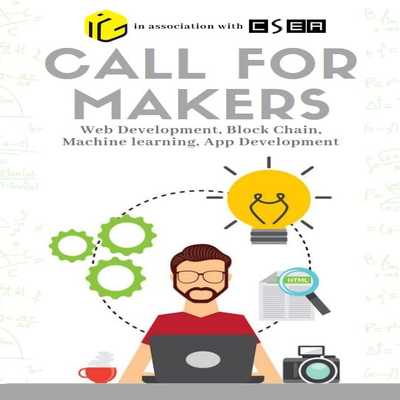 in association with CSEA
CALL FOR
MAKERS
Web Development, Block Chain,
Machine learning, App Development
HTML